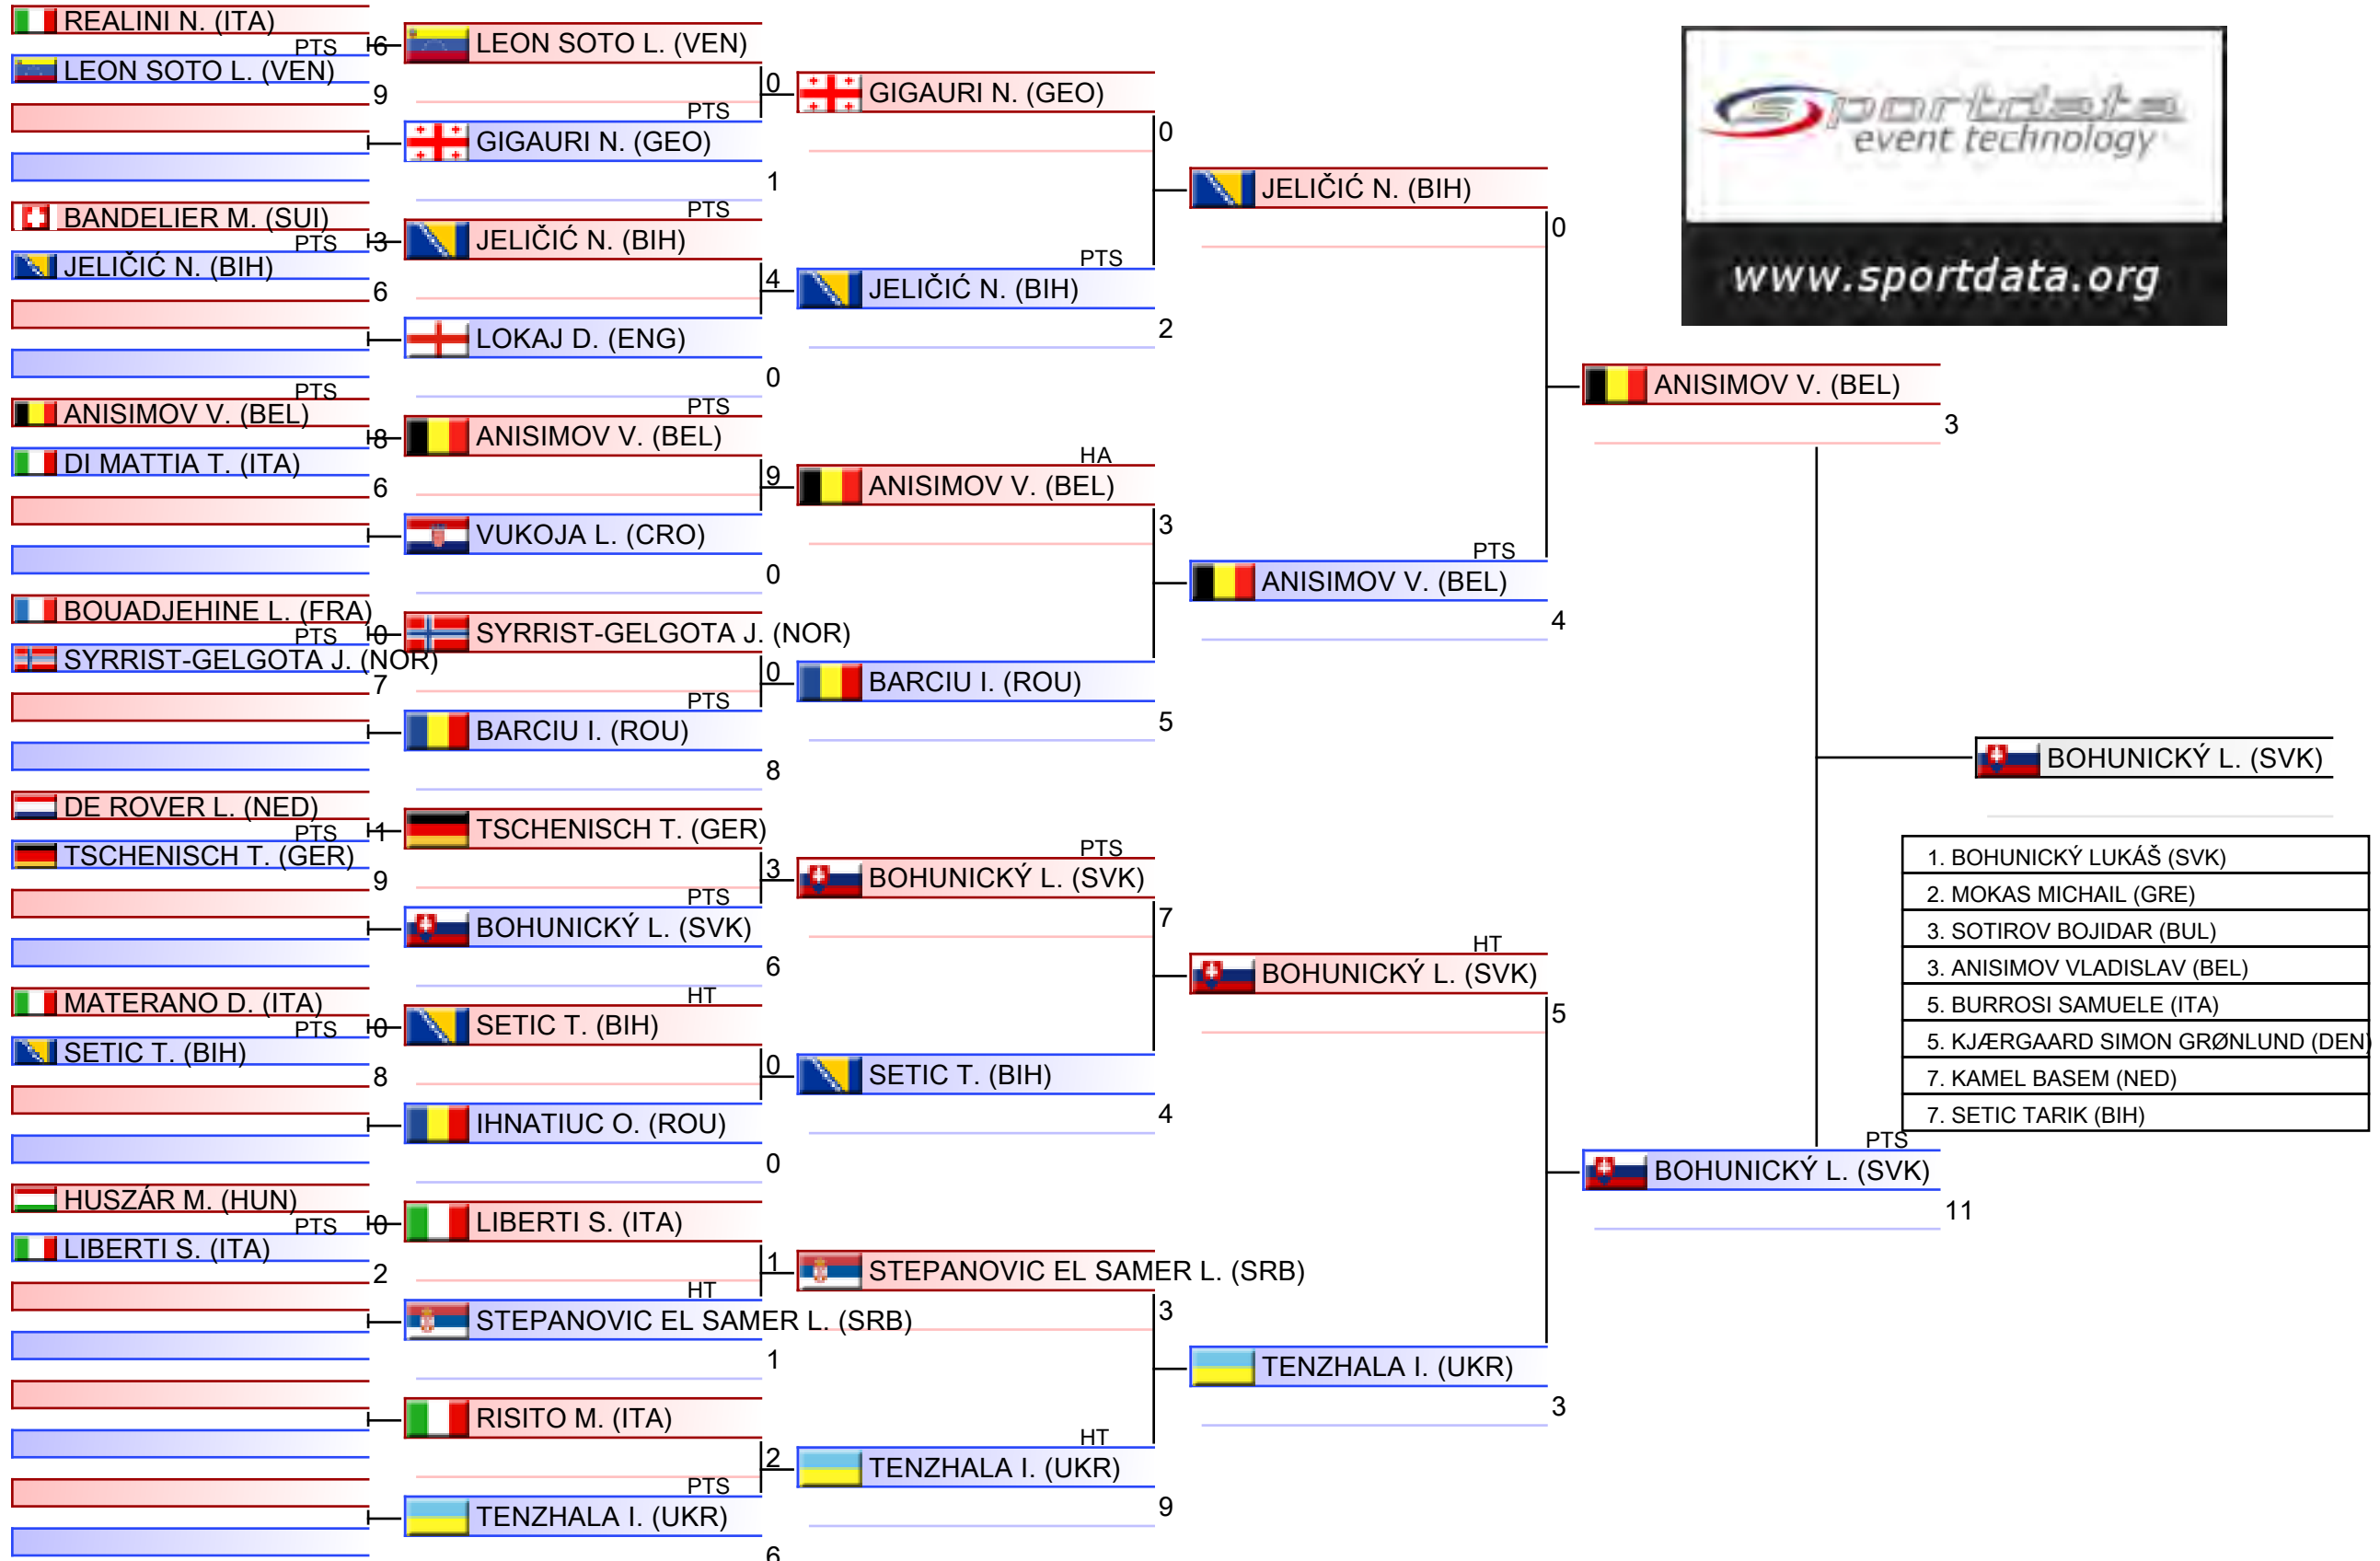 REALINI N. (ITA)
PTS 6
LEON SOTO L. (VEN)
9
BANDELIER M. (SUI)
PTS 3
JELIČIĆ N. (BIH)
6
PTS
ANISIMOV V. (BEL)
8
DI MATTIA T. (ITA)
6
BOUADJEHINE L. (FRA)
PTS 0
SYRRIST-GELGOTA J. (NOR)
7
DE ROVER L. (NED)
PTS 1
TSCHENISCH T. (GER)
9
MATERANO D. (ITA)
PTS 0
SETIC T. (BIH)
8
HUSZÁR M. (HUN)
PTS 0
LIBERTI S. (ITA)
2
LEON SOTO L. (VEN)
0
PTS
GIGAURI N. (GEO)
1
PTS
JELIČIĆ N. (BIH)
4
LOKAJ D. (ENG)
0
PTS
ANISIMOV V. (BEL)
9
VUKOJA L. (CRO)
0
SYRRIST-GELGOTA J. (NOR)
0
PTS
BARCIU I. (ROU)
8
TSCHENISCH T. (GER)
3
PTS
BOHUNICKÝ L. (SVK)
6
HT
SETIC T. (BIH)
0
IHNATIUC O. (ROU)
0
LIBERTI S. (ITA)
1
HT
STEPANOVIC EL SAMER L. (SRB)
1
RISITO M. (ITA)
2
PTS
TENZHALA I. (UKR)
6
GIGAURI N. (GEO)
0
PTS
JELIČIĆ N. (BIH)
2
HA
ANISIMOV V. (BEL)
3
BARCIU I. (ROU)
5
PTS
BOHUNICKÝ L. (SVK)
7
SETIC T. (BIH)
4
STEPANOVIC EL SAMER L. (SRB)
3
HT
TENZHALA I. (UKR)
9
JELIČIĆ N. (BIH)
0
PTS
ANISIMOV V. (BEL)
4
HT
BOHUNICKÝ L. (SVK)
5
TENZHALA I. (UKR)
3
ANISIMOV V. (BEL)
3
PTS
BOHUNICKÝ L. (SVK)
11
BOHUNICKÝ L. (SVK)
sportdata
event technology
www.sportdata.org
1. BOHUNICKÝ LUKÁŠ (SVK)
2. MOKAS MICHAIL (GRE)
3. SOTIROV BOJIDAR (BUL)
3. ANISIMOV VLADISLAV (BEL)
5. BURROSI SAMUELE (ITA)
5. KJÆRGAARD SIMON GRØNLUND (DEN)
7. KAMEL BASEM (NED)
7. SETIC TARIK (BIH)